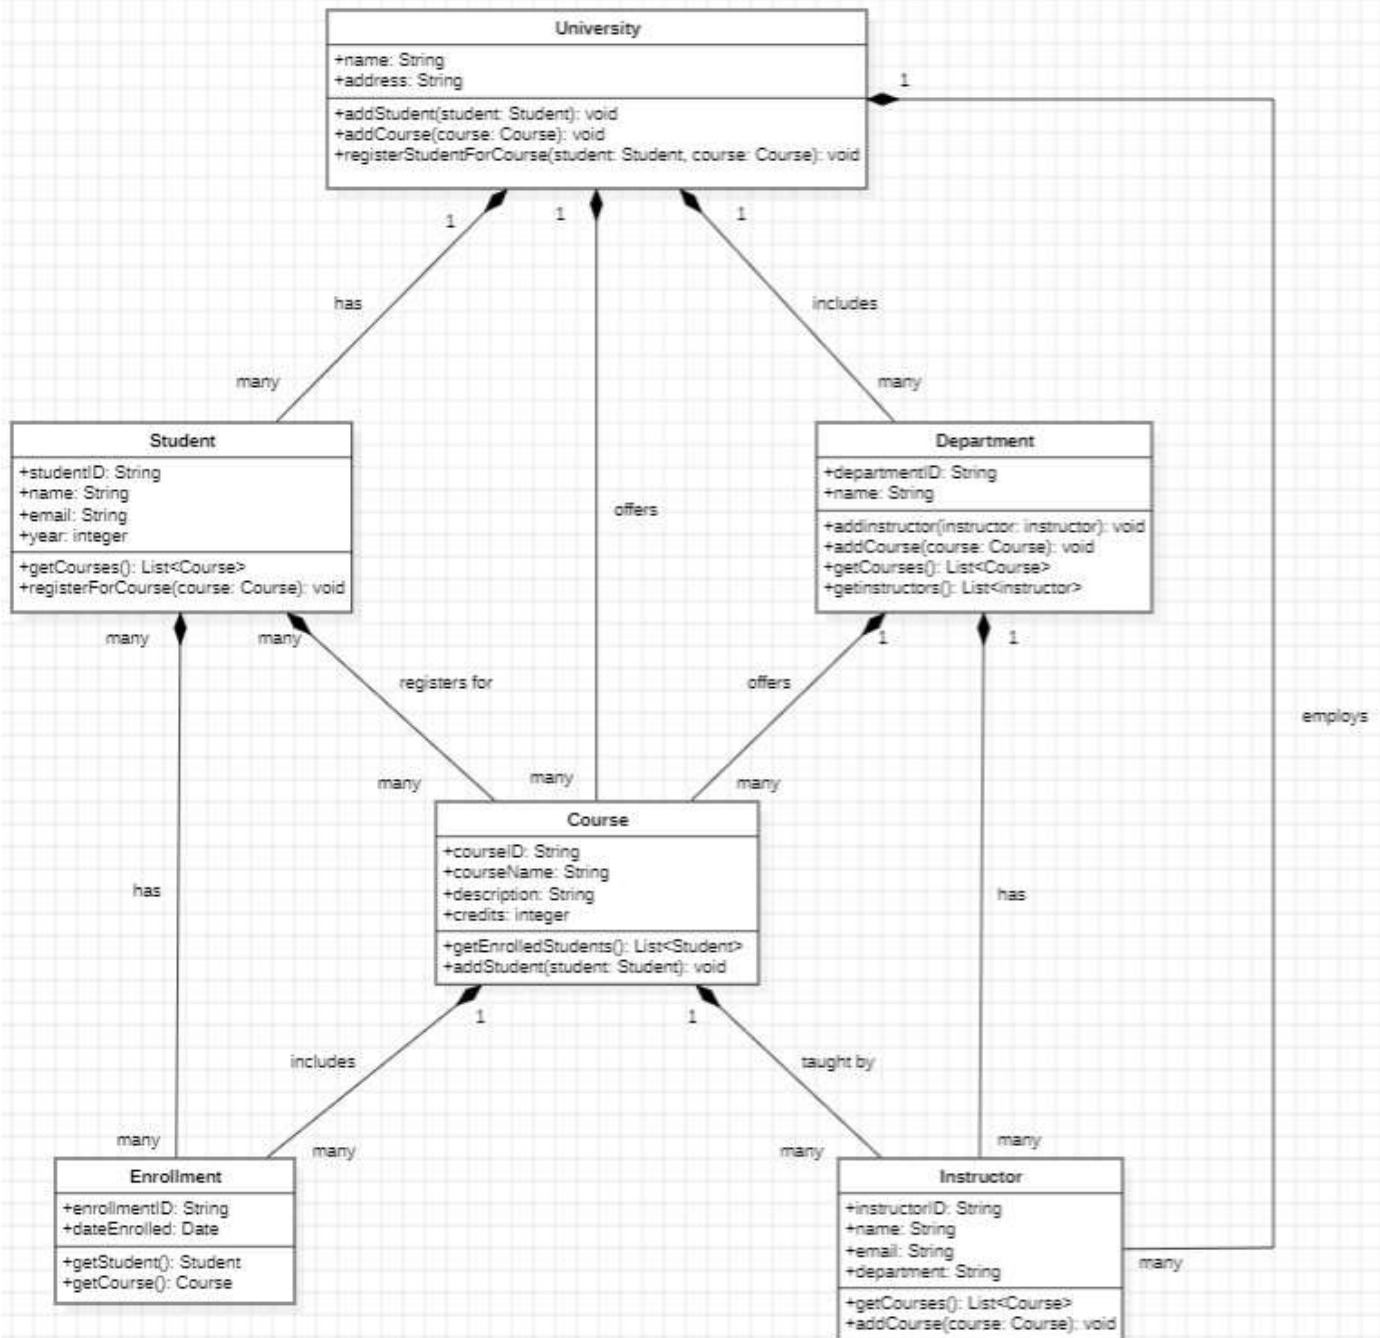 University
+name: String
+address: String
+addStudent(student: Student): void
+addCourse(course: Course): void
+registerStudentForCourse(student: Student, course: Course): void
1
1
1
1
has
includes
many
many
Student
+studentID: String
+name: String
+email: String
+year: integer
+getCourses(): List<Course>
+registerForCourse(course: Course): void
offers
Department
+departmentID: String
+name: String
+addinstructor(instructor: instructor): void
+addCourse(course: Course): void
+getCourses(): List<Course>
+getinstructors(): List<instructor>
many
many
1
1
registers for
offers
employs
many
many
many
Course
+courseID: String
+courseName: String
+description: String
+credits: integer
+getEnrolledStudents(): List<Student>
+addStudent(student: Student): void
has
has
1
1
includes
taught by
many
many
many
many
Enrollment
+enrollmentID: String
+dateEnrolled: Date
+getStudent(): Student
+getCourse(): Course
Instructor
+instructorID: String
+name: String
+email: String
+department: String
+getCourses(): List<Course>
+addCourse(course: Course): void
many